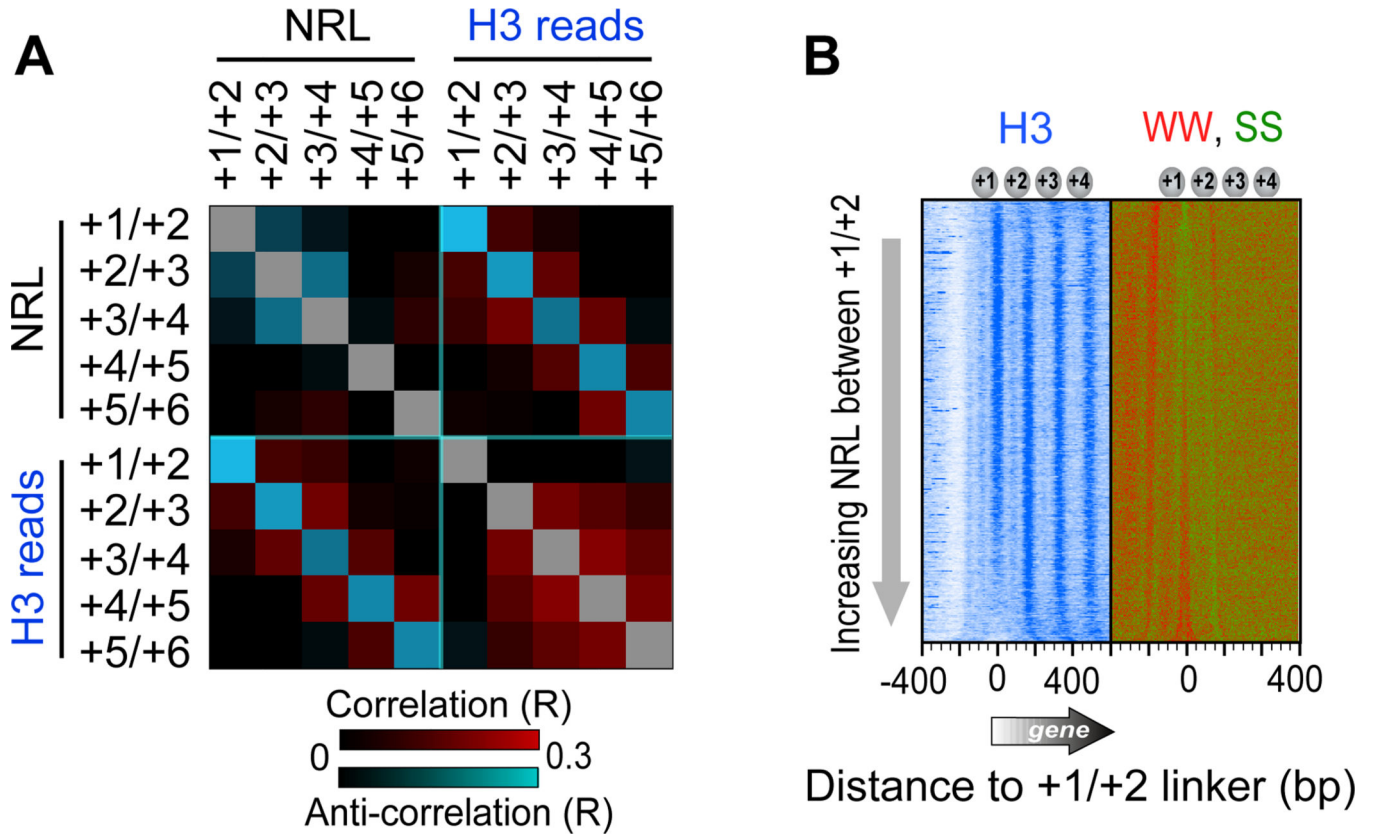 A
NRL H3 reads
+1/+2 +2/+3 +3/+4 +4/+5 +5/+6 +1/+2 +2/+3 +3/+4 +4/+5 +5/+6
NRL
+1/+2
+2/+3
+3/+4
+4/+5
+5/+6
H3 reads
+1/+2
+2/+3
+3/+4
+4/+5
+5/+6
Correlation (R)
0 0.3
Anti-correlation (R)
B
H3 WW, SS
+1 +2 +3 +4 +1 +2 +3 +4
Increasing NRL between +1/+2
-400 0 400 0 400
gene
Distance to +1/+2 linker (bp)